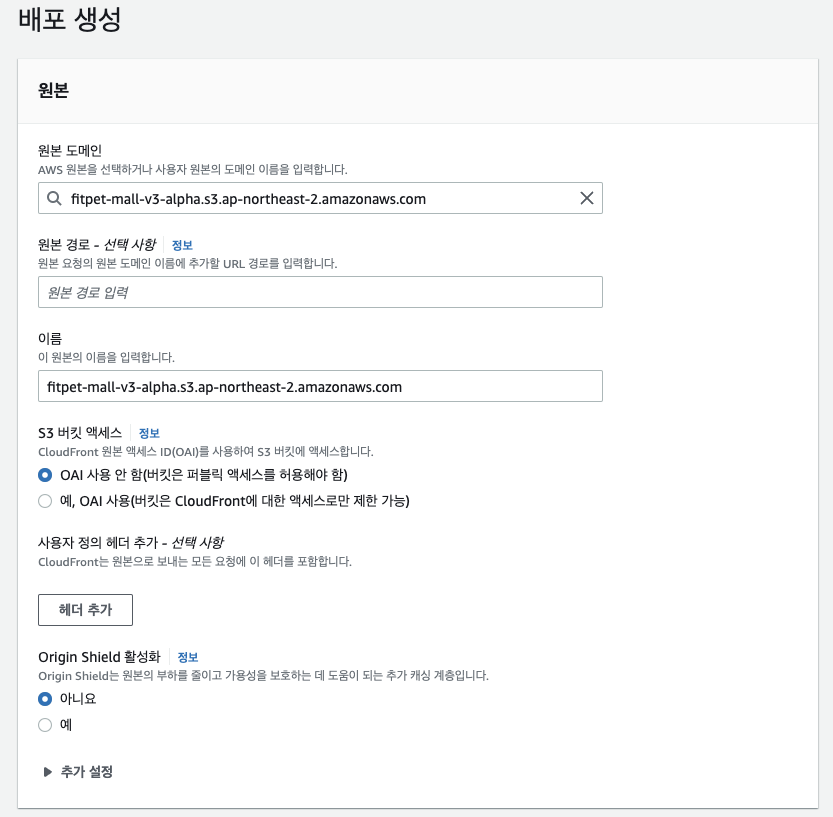 배포 생성
원본
원본 도메인
AWS 원본을 선택하거나 사용자 원본의 도메인 이름을 입력합니다.
fitpet-mall-v3-alpha.s3.ap-northeast-2.amazonaws.com
원본 경로 - 선택 사항 정보
원본 요청의 원본 도메인 이름에 추가할 URL 경로를 입력합니다.
원본 경로 입력
이름
이 원본의 이름을 입력합니다.
fitpet-mall-v3-alpha.s3.ap-northeast-2.amazonaws.com
S3 버킷 액세스 정보
CloudFront 원본 액세스 ID(OAI)를 사용하여 S3 버킷에 액세스합니다.
OAI 사용 안 함(버킷은 퍼블릭 액세스를 허용해야 함)
예, OAI 사용(버킷은 CloudFront에 대한 액세스로만 제한 가능)
사용자 정의 헤더 추가 - 선택 사항
CloudFront는 원본으로 보내는 모든 요청에 이 헤더를 포함합니다.
헤더 추가
Origin Shield 활성화 정보
Origin Shield는 원본의 부하를 줄이고 가용성을 보호하는 데 도움이 되는 추가 캐싱 계층입니다.
아니요
예
추가 설정